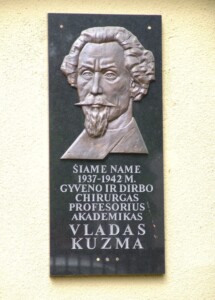 ŠIAME NAME
1937-1942 M.
GYVENO IR DIRBO
CHIRURGAS
PROFESORIUS
AKADEMIKAS
VLADAS
KUZMA